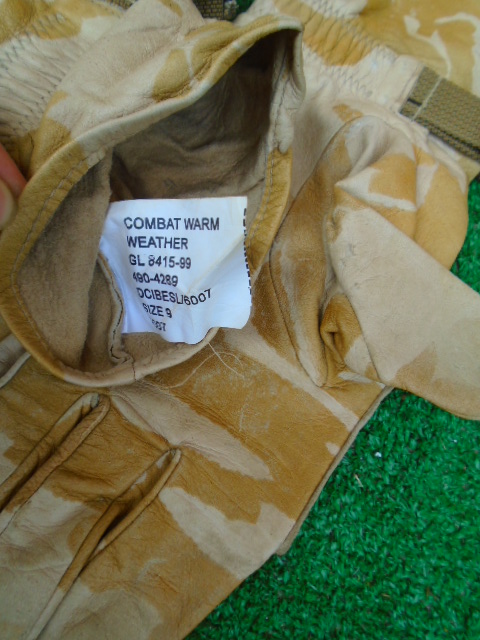 COMBAT WARM
WEATHER
GL 8415-99
490-4289
DCIBESL/6007
SIZE 9